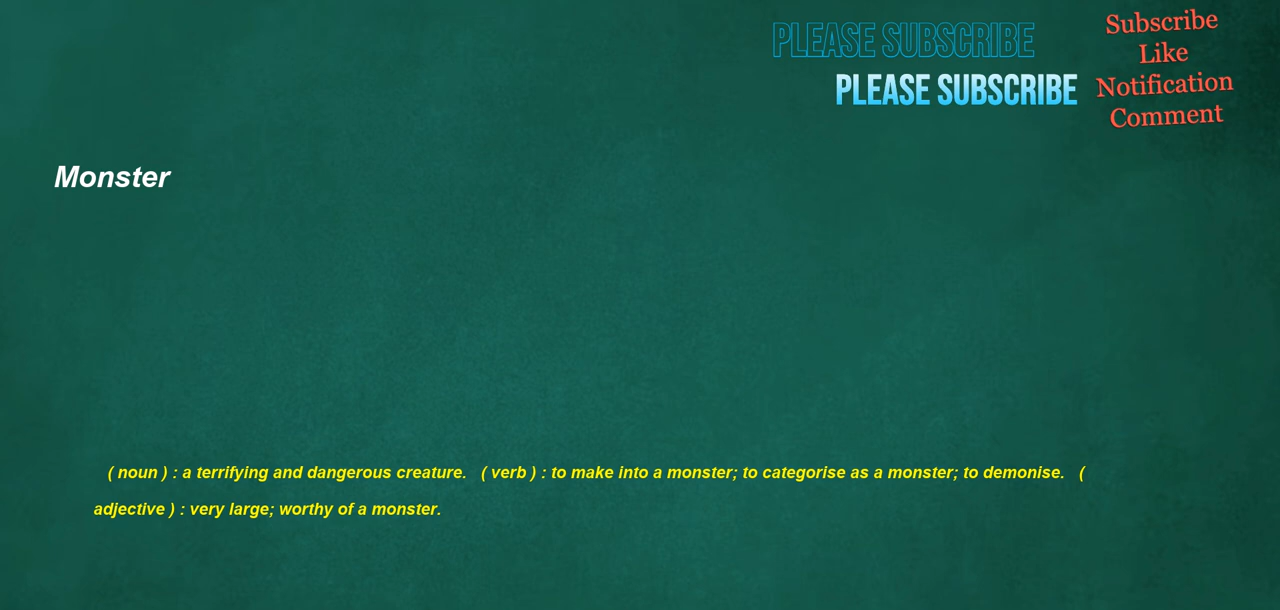 PLEASE SUBSCRIBE
PLEASE SUBSCRIBE
Subscribe
Like
Notification
Comment
Monster
( noun ) : a terrifying and dangerous creature. ( verb ) : to make into a monster; to categorise as a monster; to demonise. (
adjective ) : very large; worthy of a monster.